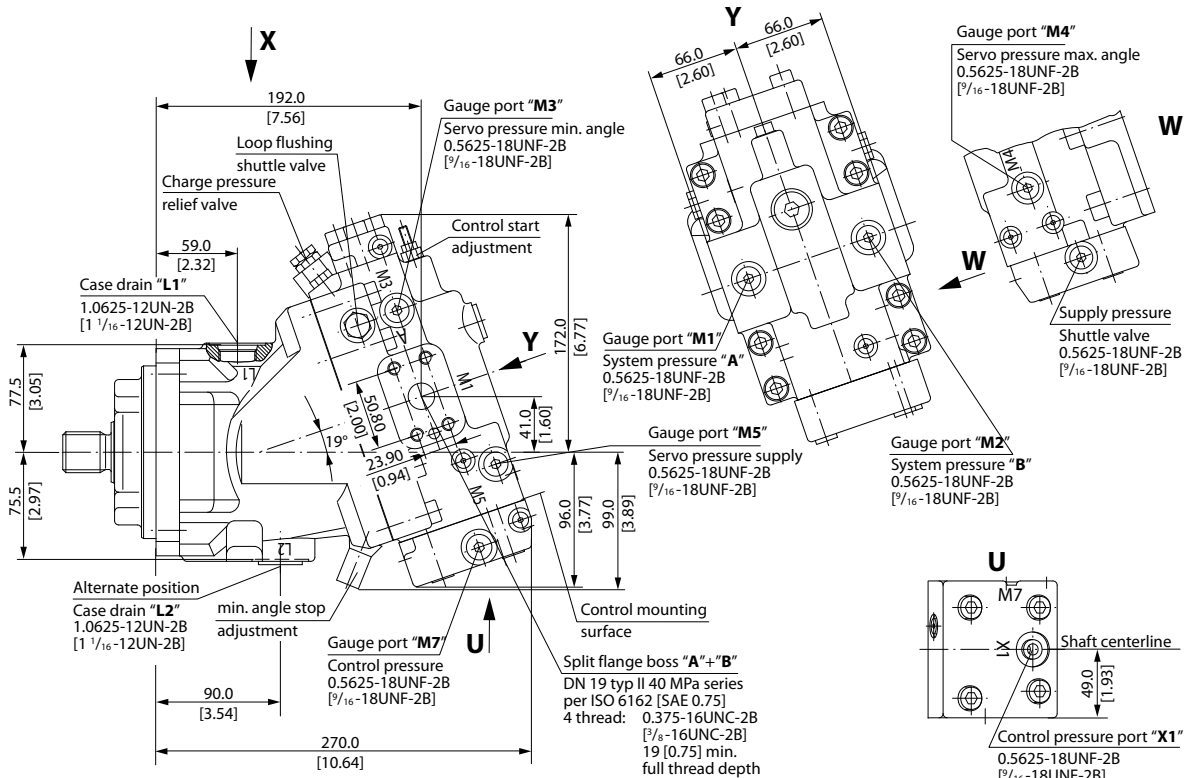 X
192.0
[7.56]
Gauge port "M3"
Servo pressure min. angle
0.5625-18UNF-2B
[9/16-18UNF-2B]
Loop flushing
shuttle valve
Charge pressure
relief valve
Control start
adjustment
59.0
[2.32]
Case drain "L1"
1.0625-12UN-2B
[1 1/16-12UN-2B]
77.5
[3.05]
75.5
[2.97]
L1
M3
M1
M5
L2
19°
50.80
[2.00]
23.90
[0.94]
41.0
[1.60]
172.0
[6.77]
96.0
[3.77]
99.0
[3.89]
Y
Alternate position
Case drain "L2"
1.0625-12UN-2B
[1 1/16-12UN-2B]
min. angle stop
adjustment
90.0
[3.54]
270.0
[10.64]
Gauge port "M7"
Control pressure
0.5625-18UNF-2B
[9/16-18UNF-2B]
U
Control mounting
surface
Split flange boss "A"+"B"
DN 19 typ II 40 MPa series
per ISO 6162 [SAE 0.75]
4 thread: 0.375-16UNC-2B
[3/8-16UNC-2B]
19 [0.75] min.
full thread depth
Gauge port "M5"
Servo pressure supply
0.5625-18UNF-2B
[9/16-18UNF-2B]
Y
66.0
[2.60]
66.0
[2.60]
W
Gauge port "M1"
System pressure "A"
0.5625-18UNF-2B
[9/16-18UNF-2B]
Gauge port "M2"
System pressure "B"
0.5625-18UNF-2B
[9/16-18UNF-2B]
Gauge port "M4"
Servo pressure max. angle
0.5625-18UNF-2B
[9/16-18UNF-2B]
W
M4
Supply pressure
Shuttle valve
0.5625-18UNF-2B
[9/16-18UNF-2B]
U
M7
X1
Shaft centerline
49.0
[1.93]
Control pressure port "X1"
0.5625-18UNF-2B
[9/16-18UNF-2B]